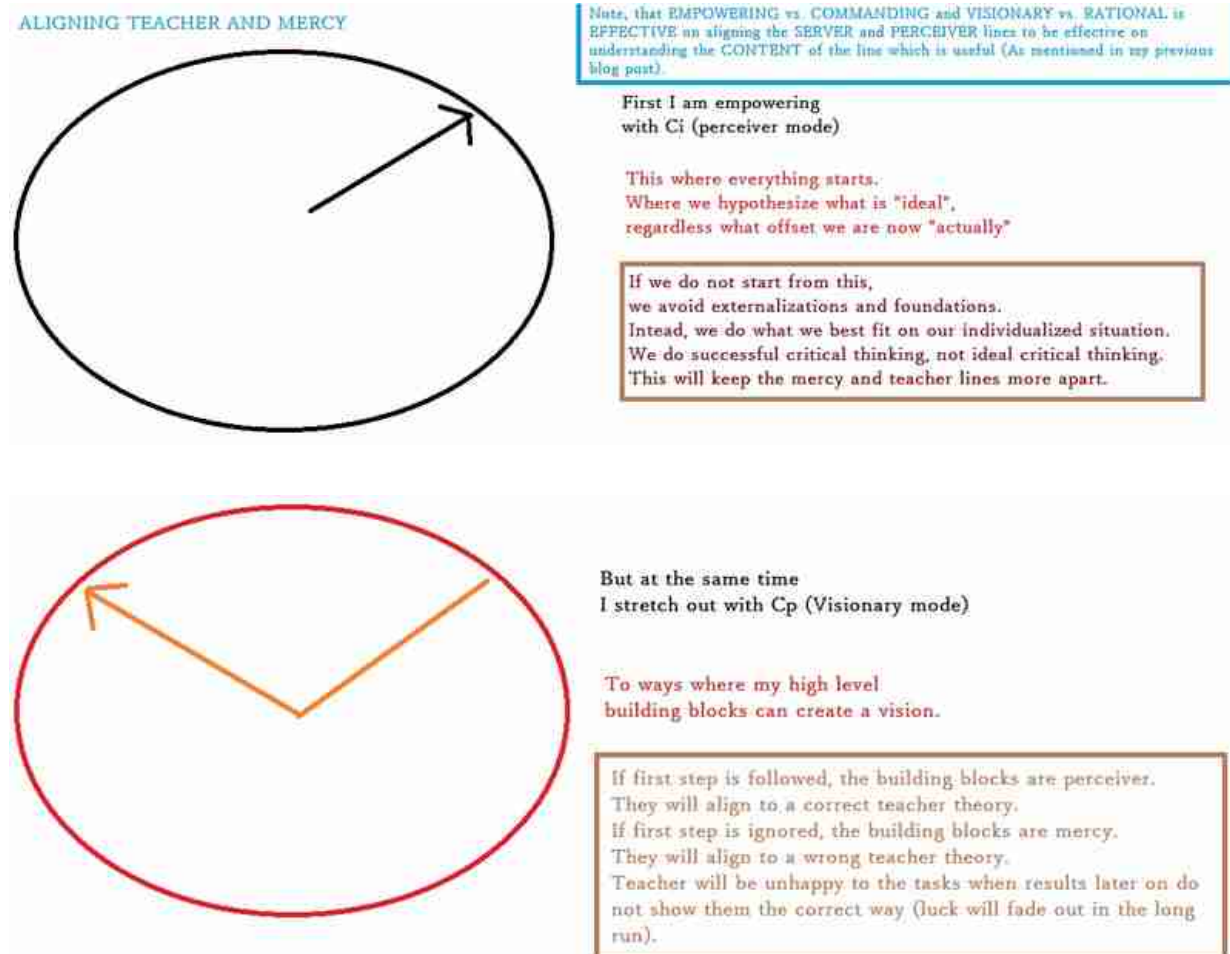 ALIGNING TEACHER AND MERCY
Note, that EMPOWERING vs. COMMANDING and VISIONARY vs. RATIONAL is
EFFECTIVE on aligning the SERVER and PERCEIVER lines to be effective on
understanding the CONTENT of the line which is useful (As mentioned in my previous
blog post).
First I am empowering
with Ci (perceiver mode)
This where everything starts.
Where we hypothesize what is "ideal",
regardless what offset we are now "actually"
If we do not start from this,
we avoid externalizations and foundations.
Intead, we do what we best fit on our individualized situation.
We do successful critical thinking, not ideal critical thinking.
This will keep the mercy and teacher lines more apart.
But at the same time
I stretch out with Cp (Visionary mode)
To ways where my high level
building blocks can create a vision.
If first step is followed, the building blocks are perceiver.
They will align to a correct teacher theory.
If first step is ignored, the building blocks are mercy.
They will align to a wrong teacher theory.
Teacher will be unhappy to the tasks when results later on do
not show them the correct way (luck will fade out in the long
run).